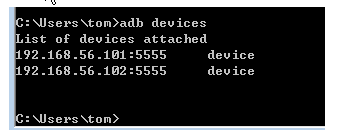 C:\Users\tom>adb devices
List of devices attached
192.168.56.101:5555     device
192.168.56.102:5555     device
C:\Users\tom>